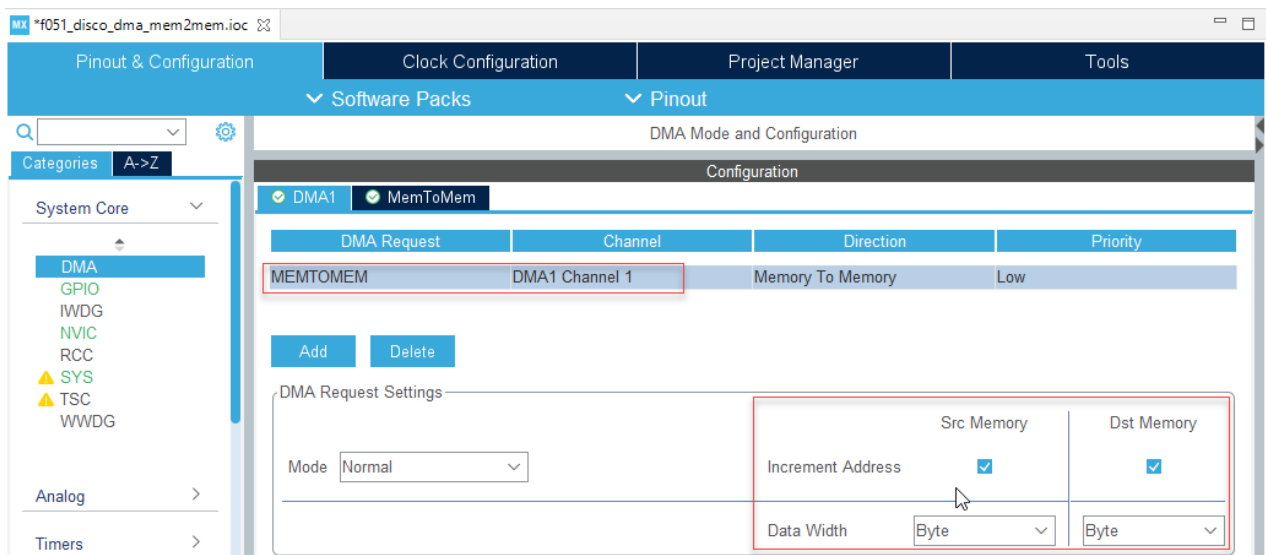 MX *f051_disco_dma_mem2mem.ioc
Pinout & Configuration Clock Configuration Project Manager Tools
Software Packs Pinout
DMA Mode and Configuration
Categories A->Z
Configuration
DMA1 MemToMem
System Core
DMA Request Channel Direction Priority
DMA
MEMTOMEM DMA1 Channel 1 Memory To Memory Low
GPIO
IWDG
NVIC
RCC
Add Delete
SYS
DMA Request Settings
TSC
WWDG
Src Memory Dst Memory
Mode Normal Increment Address
Analog
Data Width Byte Byte
Timers